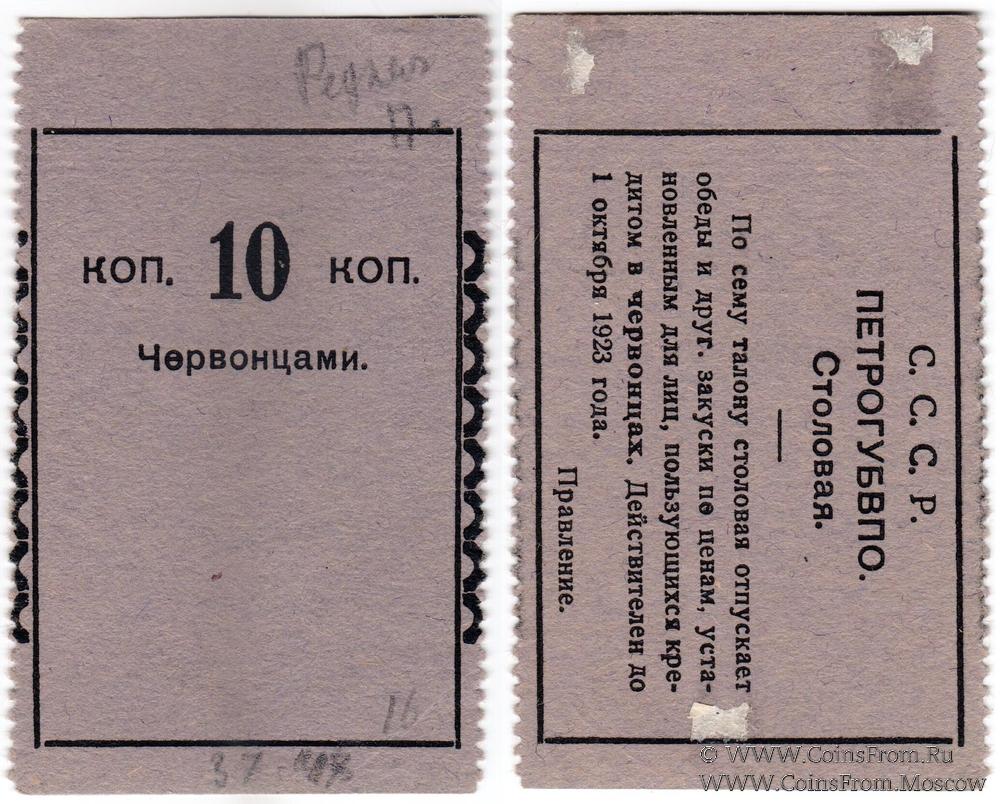 коп. 10 коп.
Червонцами.
16
С. С. С. Р.
ПЕТРОГУБВПО.
Столовая.
По сему талону столовая отпускает
обеды и друг. закуски по ценам, уста-
новленным для лиц, пользующихся кре-
дитом в червонцах. Действителен до
1 октября 1923 года.
Правление.
© WWW.CoinsFrom.Ru
WWW.CoinsFrom.Moscow